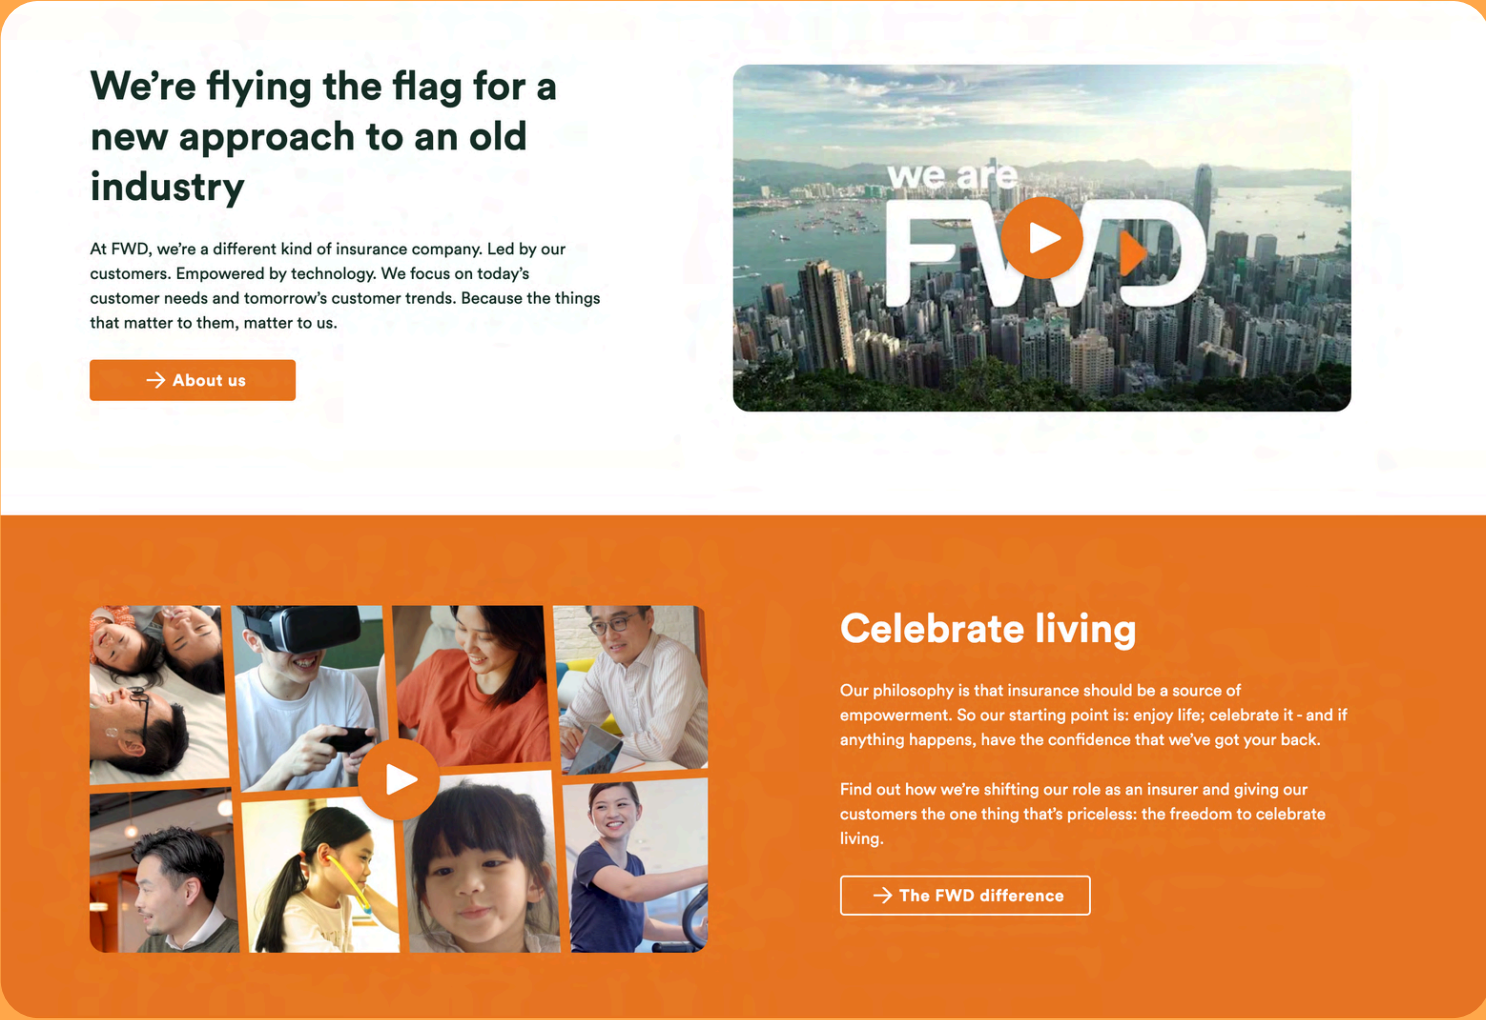 We’re flying the flag for a
new approach to an old
industry
At FWD, we’re a different kind of insurance company. Led by our
customers. Empowered by technology. We focus on today’s
customer needs and tomorrow’s customer trends. Because the things
that matter to them, matter to us.
About us
we are
FWD
Celebrate living
Our philosophy is that insurance should be a source of
empowerment. So our starting point is: enjoy life; celebrate it - and if
anything happens, have the confidence that we’ve got your back.
Find out how we’re shifting our role as an insurer and giving our
customers the one thing that’s priceless: the freedom to celebrate
living.
The FWD difference